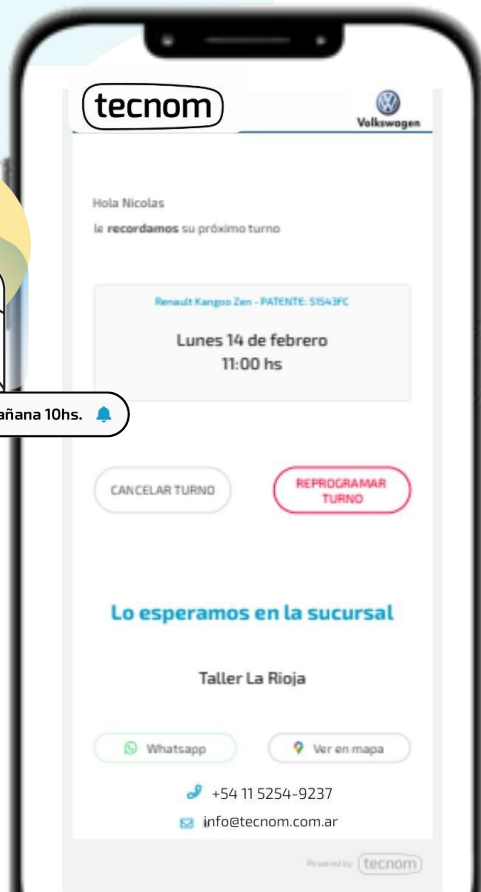 tecnom
Volkswagen
Hola Nicolas
le recordamos su próximo turno
Renault Kangoo Zen - PATENTE: S1543FC
Lunes 14 de febrero
11:00 hs
añana 10hs.
CANCELAR TURNO
REPROGRAMAR
TURNO
Lo esperamos en la sucursal
Taller La Rioja
Whatsapp
Ver en mapa
+54 11 5254-9237
info@tecnom.com.ar
Powered by tecnom